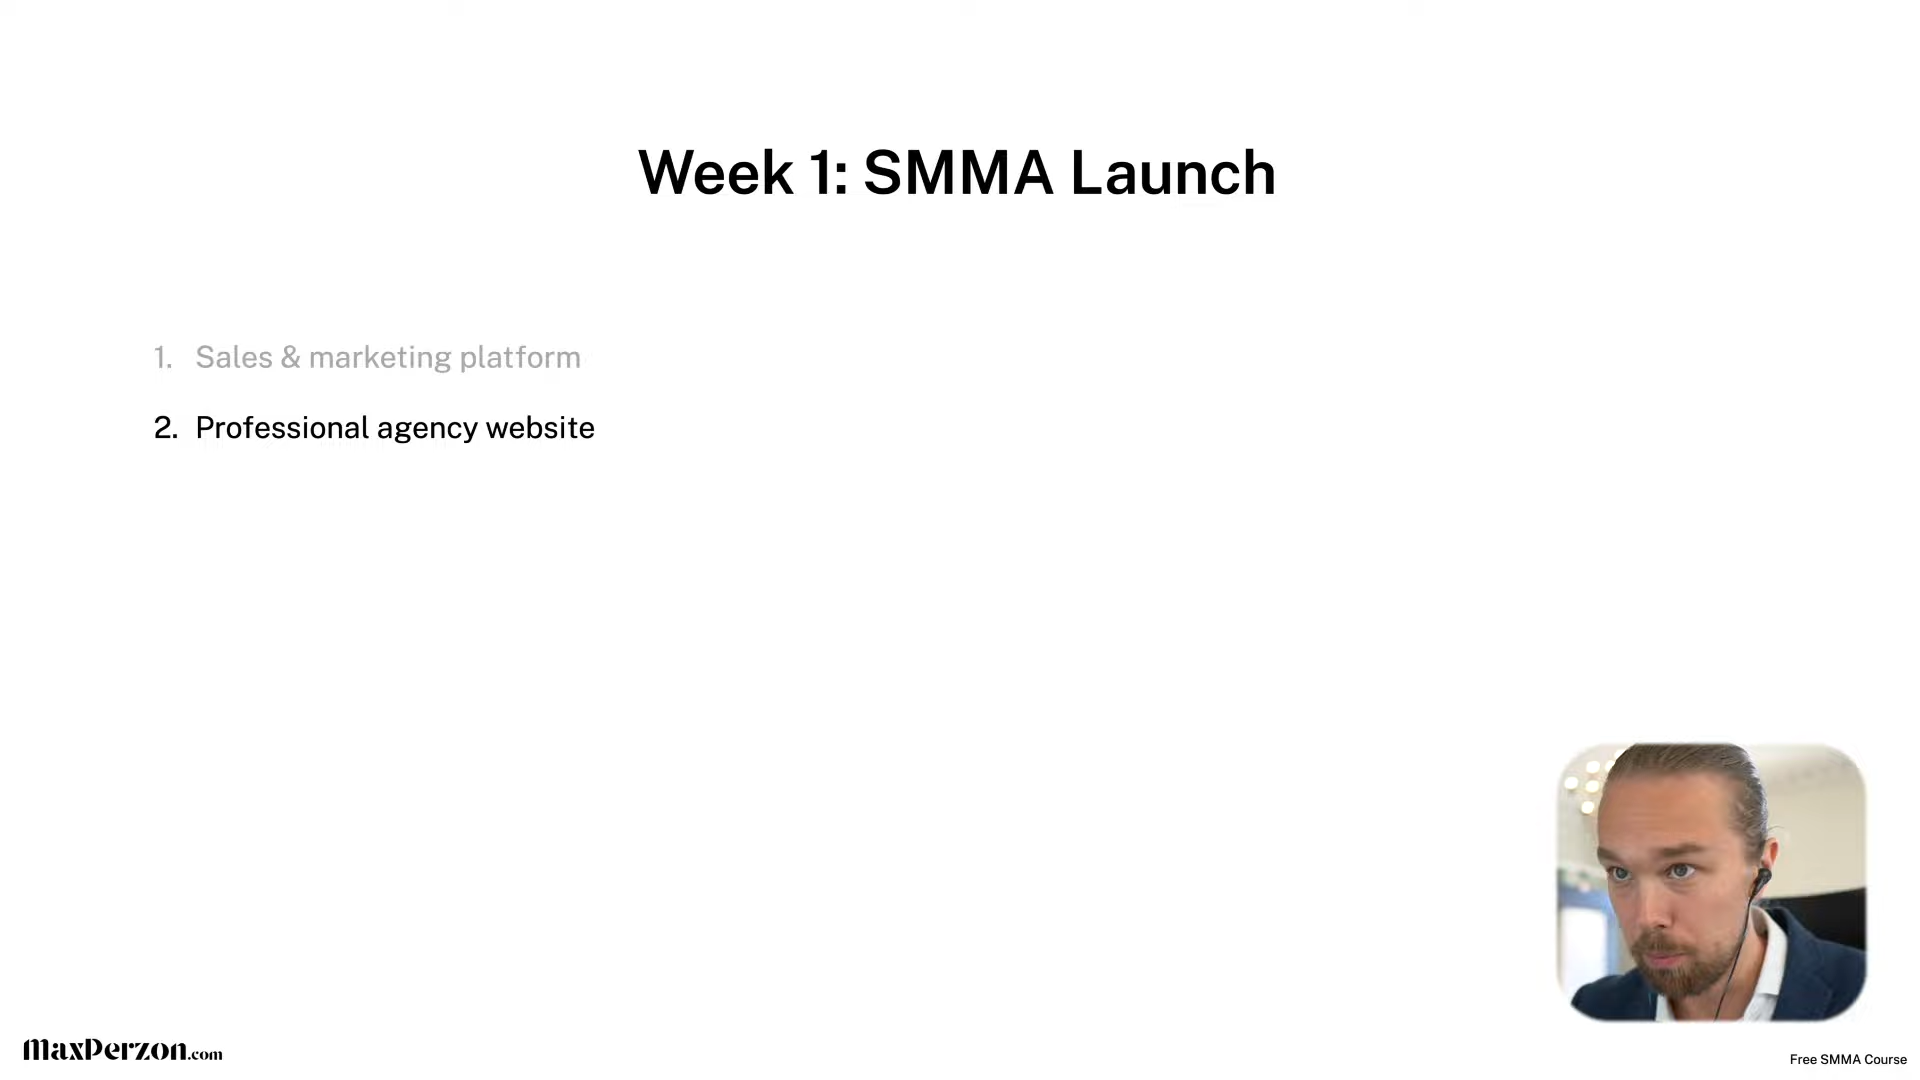 Week 1: SMMA Launch
1. Sales & marketing platform
2. Professional agency website
MaxPerzon.com
Free SMMA Course